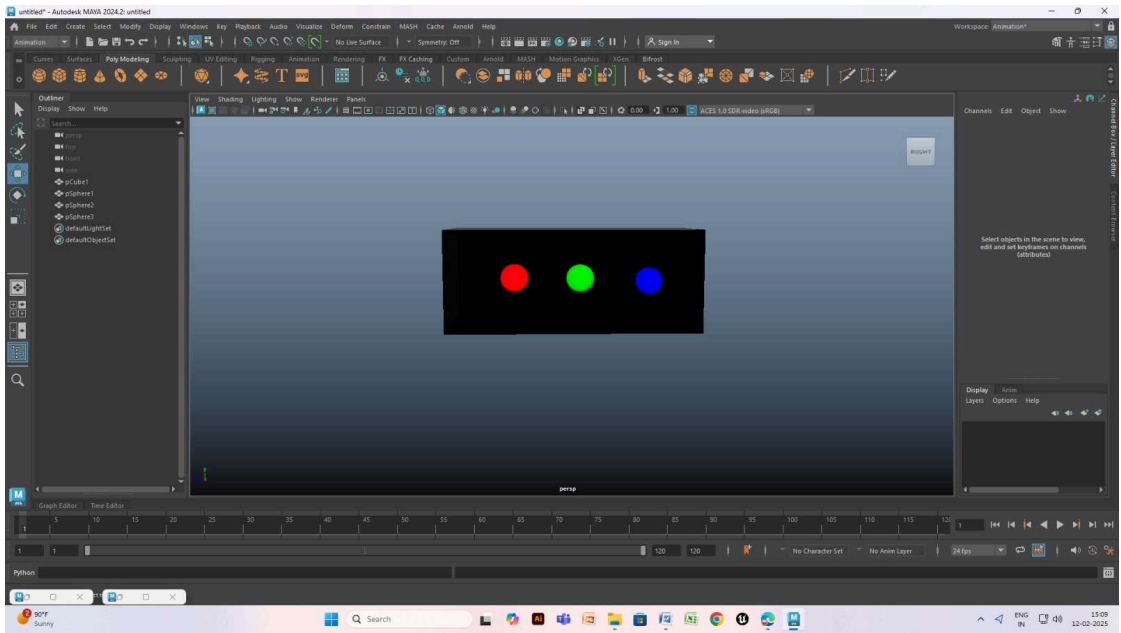 untitled* - Autodesk MAYA 2024.2: untitled
File Edit Create Select Modify Display Windows Key Playback Audio Visualize Deform Constrain MASH Cache Arnold Help
Workspace: Animation*
Animation
No Live Surface
Symmetry: Off
Sign In
Curves Surfaces Poly Modeling Sculpting UV Editing Rigging Animation Rendering FX FX Caching Custom Arnold MASH Motion Graphics XGen Bifrost
SVG
Outliner
Display Show Help
Search...
persp
top
front
side
pCube1
pSphere1
pSphere2
pSphere3
defaultLightSet
defaultObjectSet
View Shading Lighting Show Renderer Panels
0.00 1.00 ACES 1.0 SDR-video (sRGB)
RIGHT
persp
Channels Edit Object Show
Channel Box / Layer Editor
Content Browser
Select objects in the scene to view,
edit and set keyframes on channels
(attributes)
Display Anim
Layers Options Help
Graph Editor Time Editor
5 10 15 20 25 30 35 40 45 50 55 60 65 70 75 80 85 90 95 100 105 110 115 120
1
1
1 1 120 120 No Character Set No Anim Layer 24 fps
Python
90°F
Sunny
Search
ENG
IN
15:09
12-02-2025